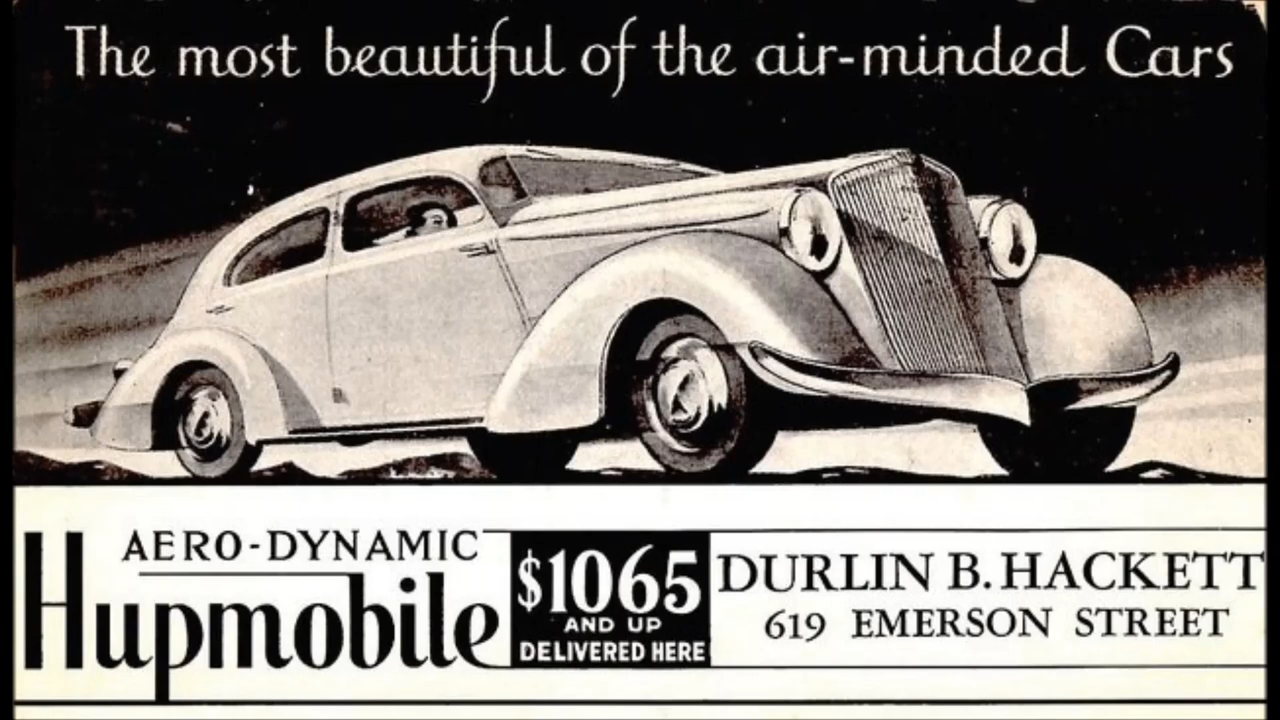 The most beautiful of the air-minded Cars
AERO-DYNAMIC
Hupmobile
$1065
AND UP
DELIVERED HERE
DURLIN B. HACKETT
619 EMERSON STREET